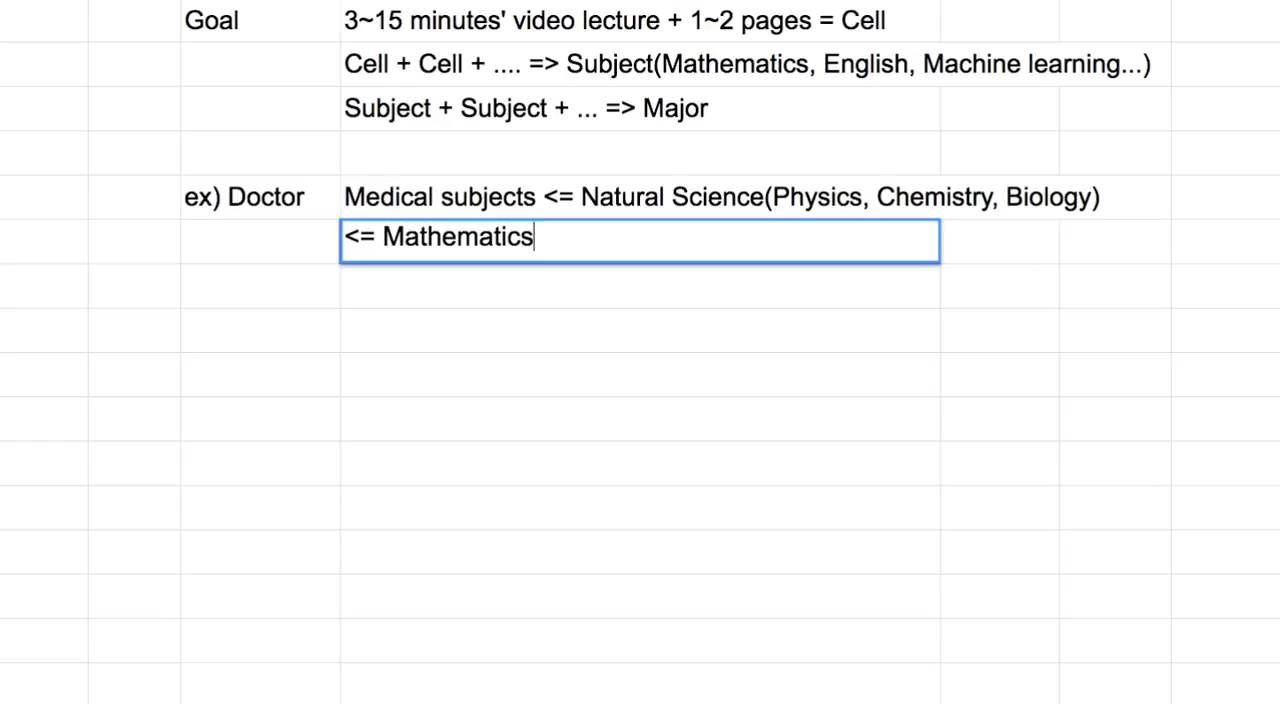 Goal 3~15 minutes' video lecture + 1~2 pages = Cell
Cell + Cell + .... => Subject(Mathematics, English, Machine learning...)
Subject + Subject + ... => Major
ex) Doctor Medical subjects <= Natural Science(Physics, Chemistry, Biology)
<= Mathematics